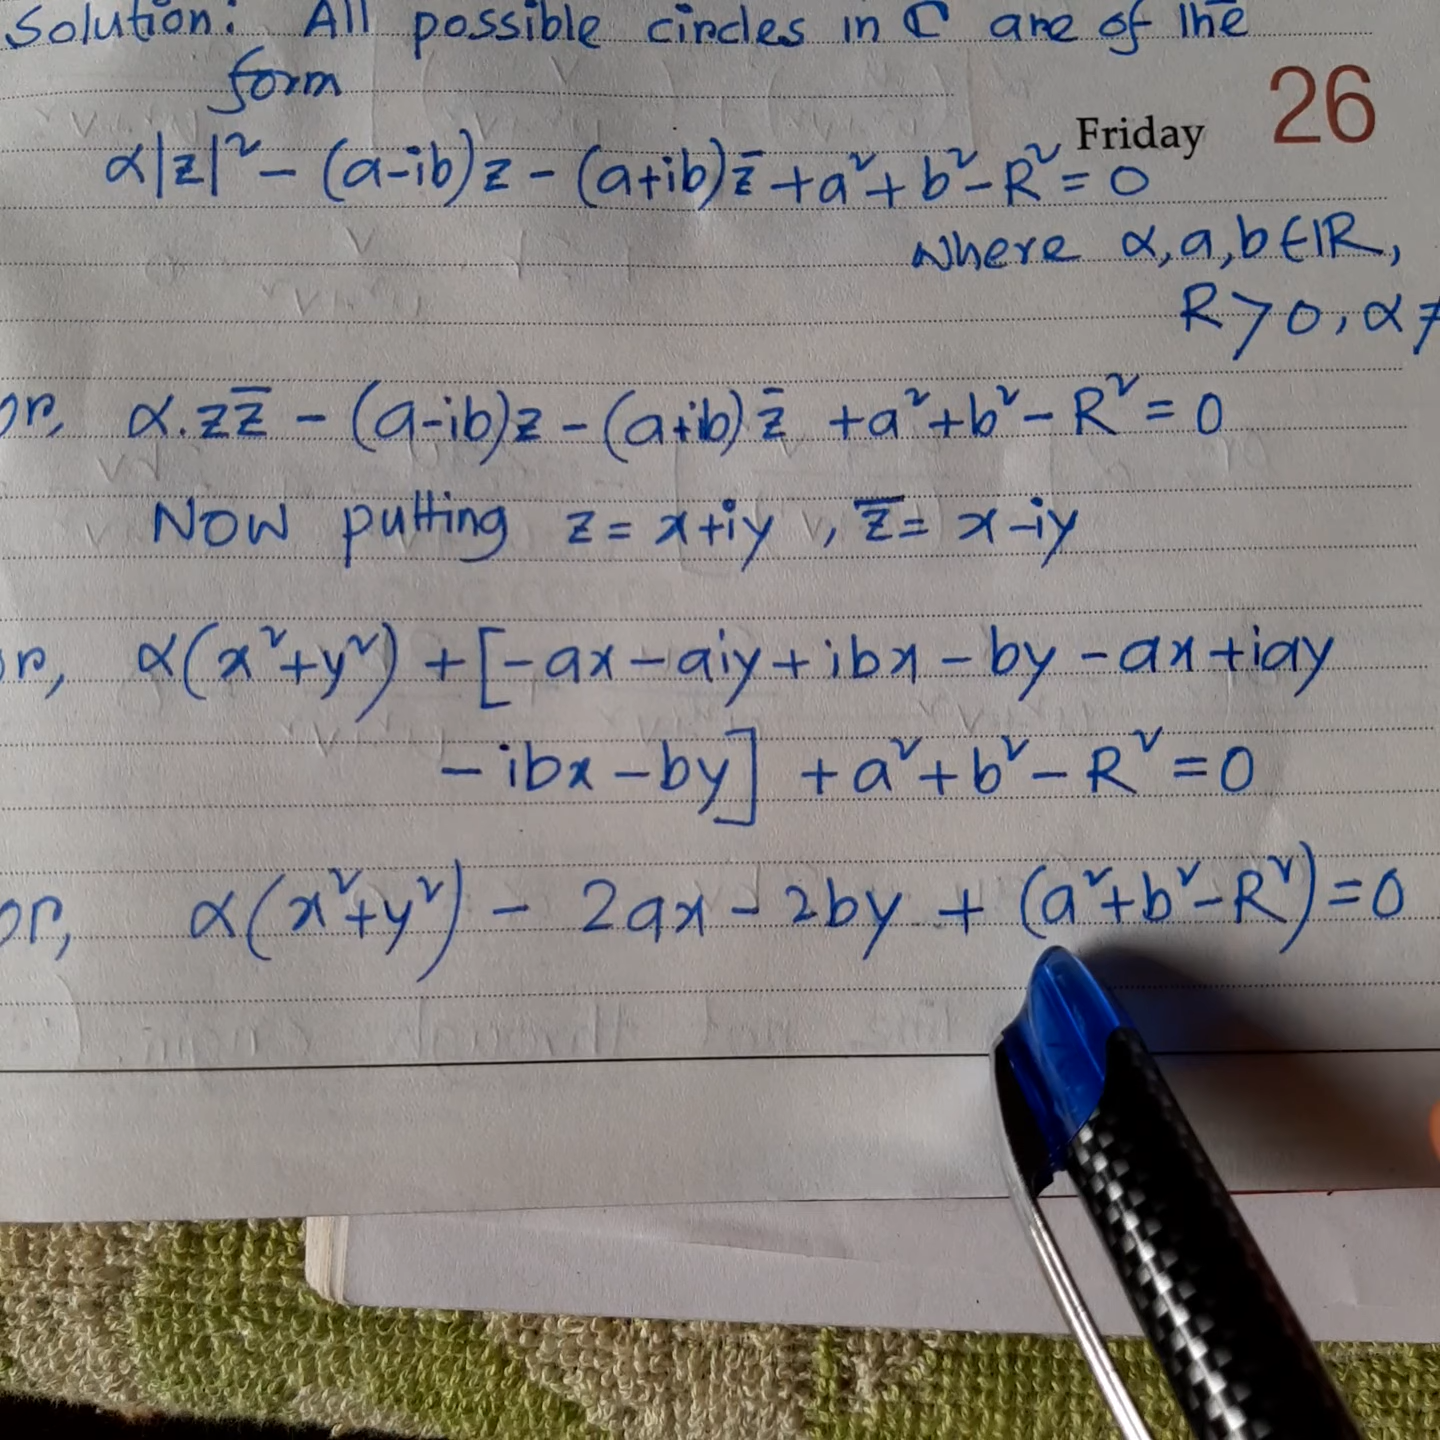 Solution: All possible circles in ℂ are of the
form
26
Friday
α|z|² - (a-ib)z - (a+ib)z̄ + a² + b² - R² = 0
where α, a, b ∈ ℝ,
R > 0, α ≠
or, α.zz̄ - (a-ib)z - (a+ib)z̄ + a² + b² - R² = 0
Now putting z = x+iy, z̄ = x-iy
or, α(x²+y²) + [-ax - aiy + ibx - by - ax + iay
- ibx - by] + a² + b² - R² = 0
or, α(x²+y²) - 2ax - 2by + (a²+b²-R²) = 0